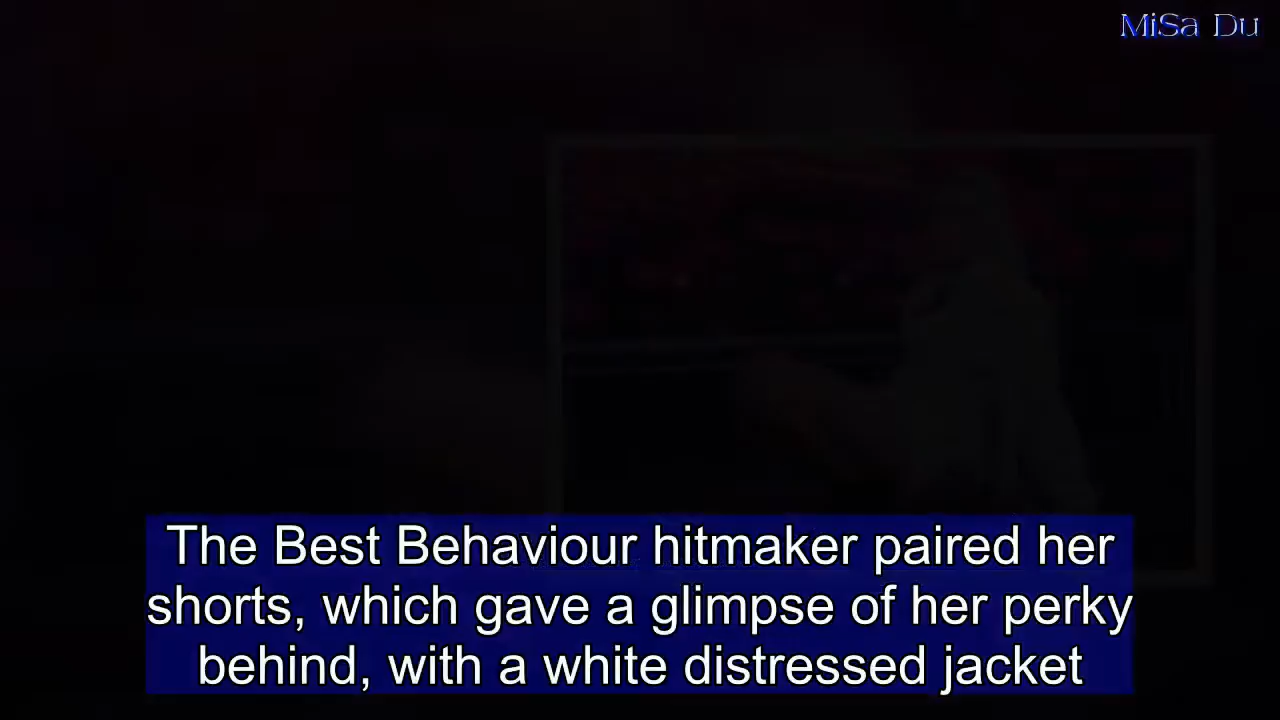 MiSa Du
The Best Behaviour hitmaker paired her
shorts, which gave a glimpse of her perky
behind, with a white distressed jacket